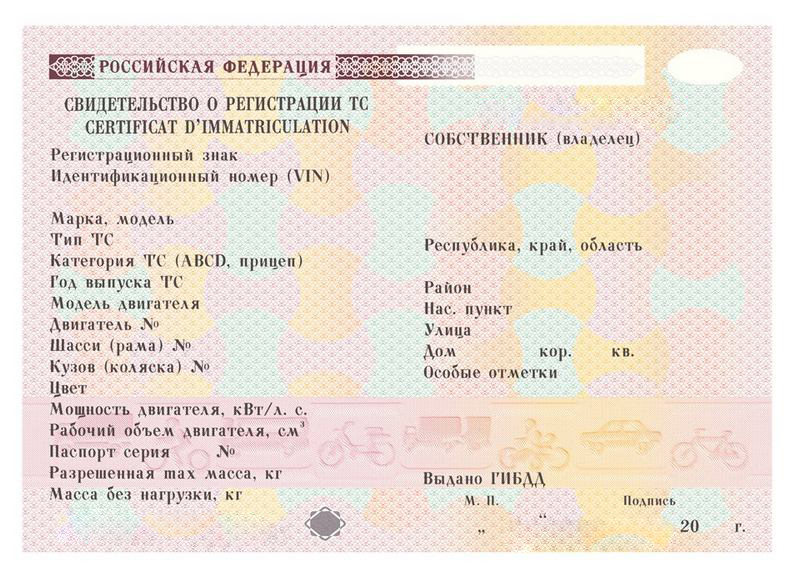 РОССИЙСКАЯ ФЕДЕРАЦИЯ
СВИДЕТЕЛЬСТВО О РЕГИСТРАЦИИ ТС
CERTIFICAT D'IMMATRICULATION
Регистрационный знак
Идентификационный номер (VIN)
Марка, модель
Тип ТС
Категория ТС (ABCD, прицеп)
Год выпуска ТС
Модель двигателя
Двигатель №
Шасси (рама) №
Кузов (коляска) №
Цвет
Мощность двигателя, кВт/л. с.
Рабочий объем двигателя, см³
Паспорт серия №
Разрешенная max масса, кг
Масса без нагрузки, кг
СОБСТВЕННИК (владелец)
Республика, край, область
Район
Нас. пункт
Улица
Дом кор. кв.
Особые отметки
Выдано ГИБДД
М. П. Подпись
„ “ 20 г.